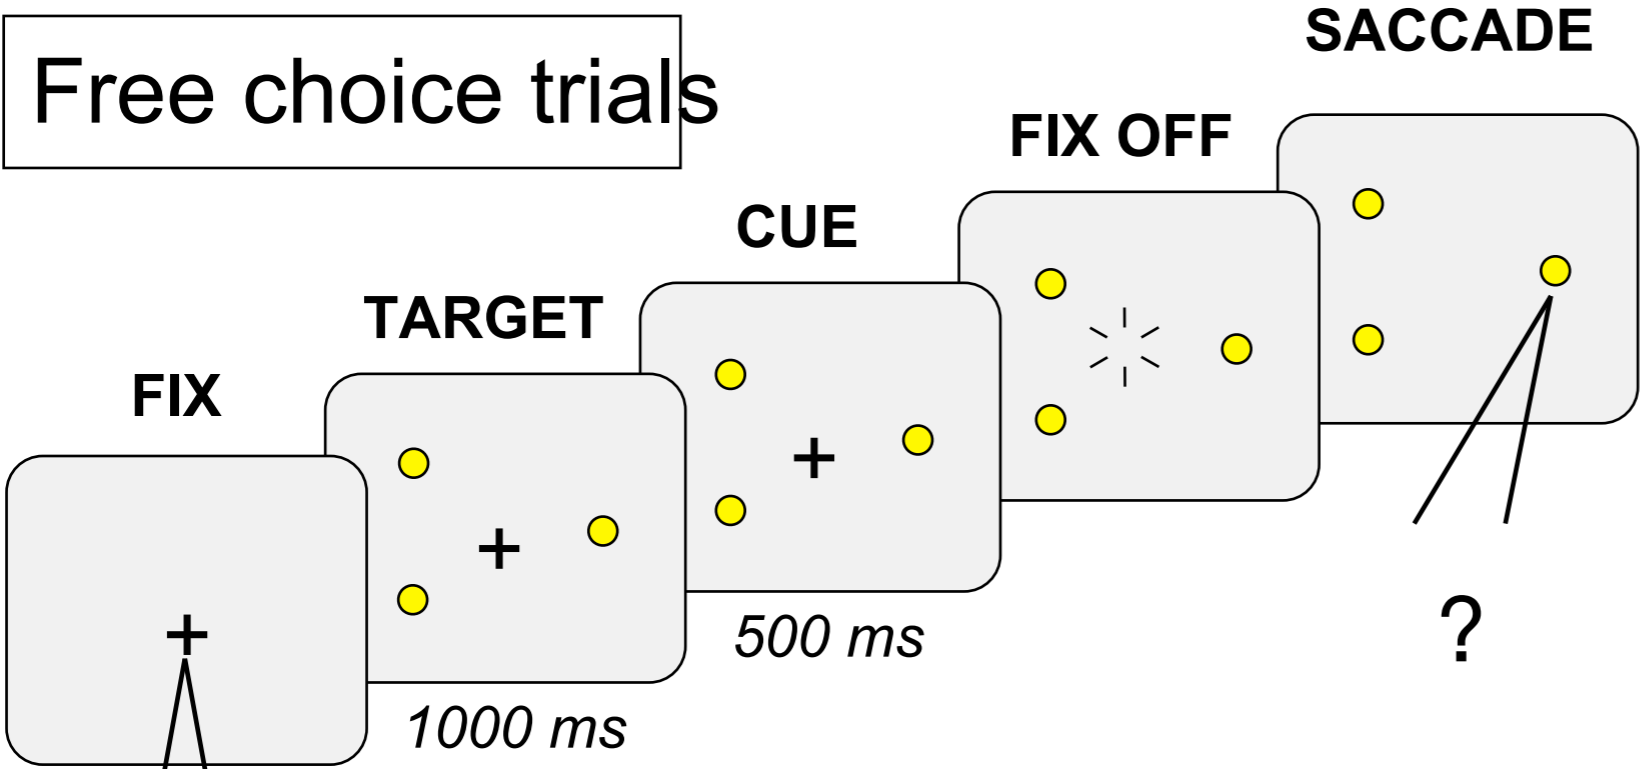 Free choice trials
SACCADE
FIX OFF
CUE
TARGET
FIX
500 ms
1000 ms
?